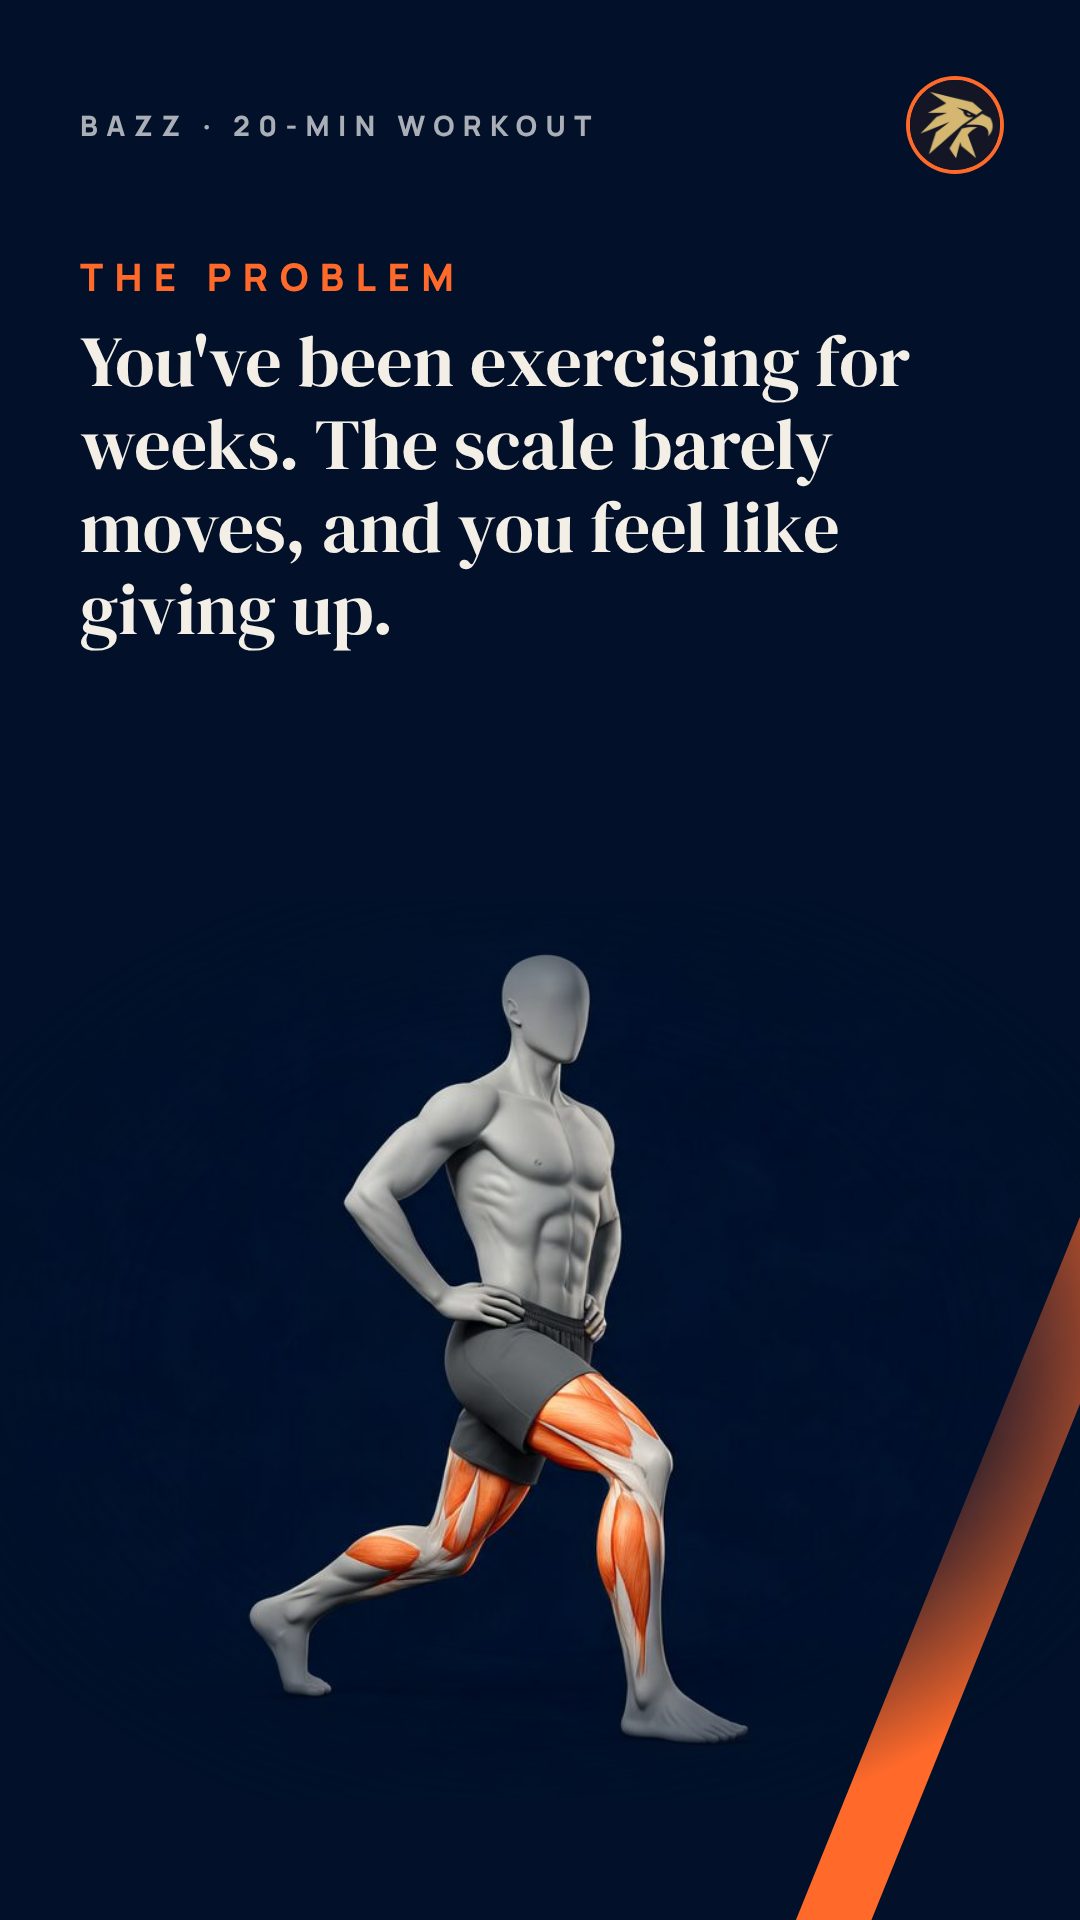 BAZZ · 20-MIN WORKOUT
THE PROBLEM
You've been exercising for
weeks. The scale barely
moves, and you feel like
giving up.